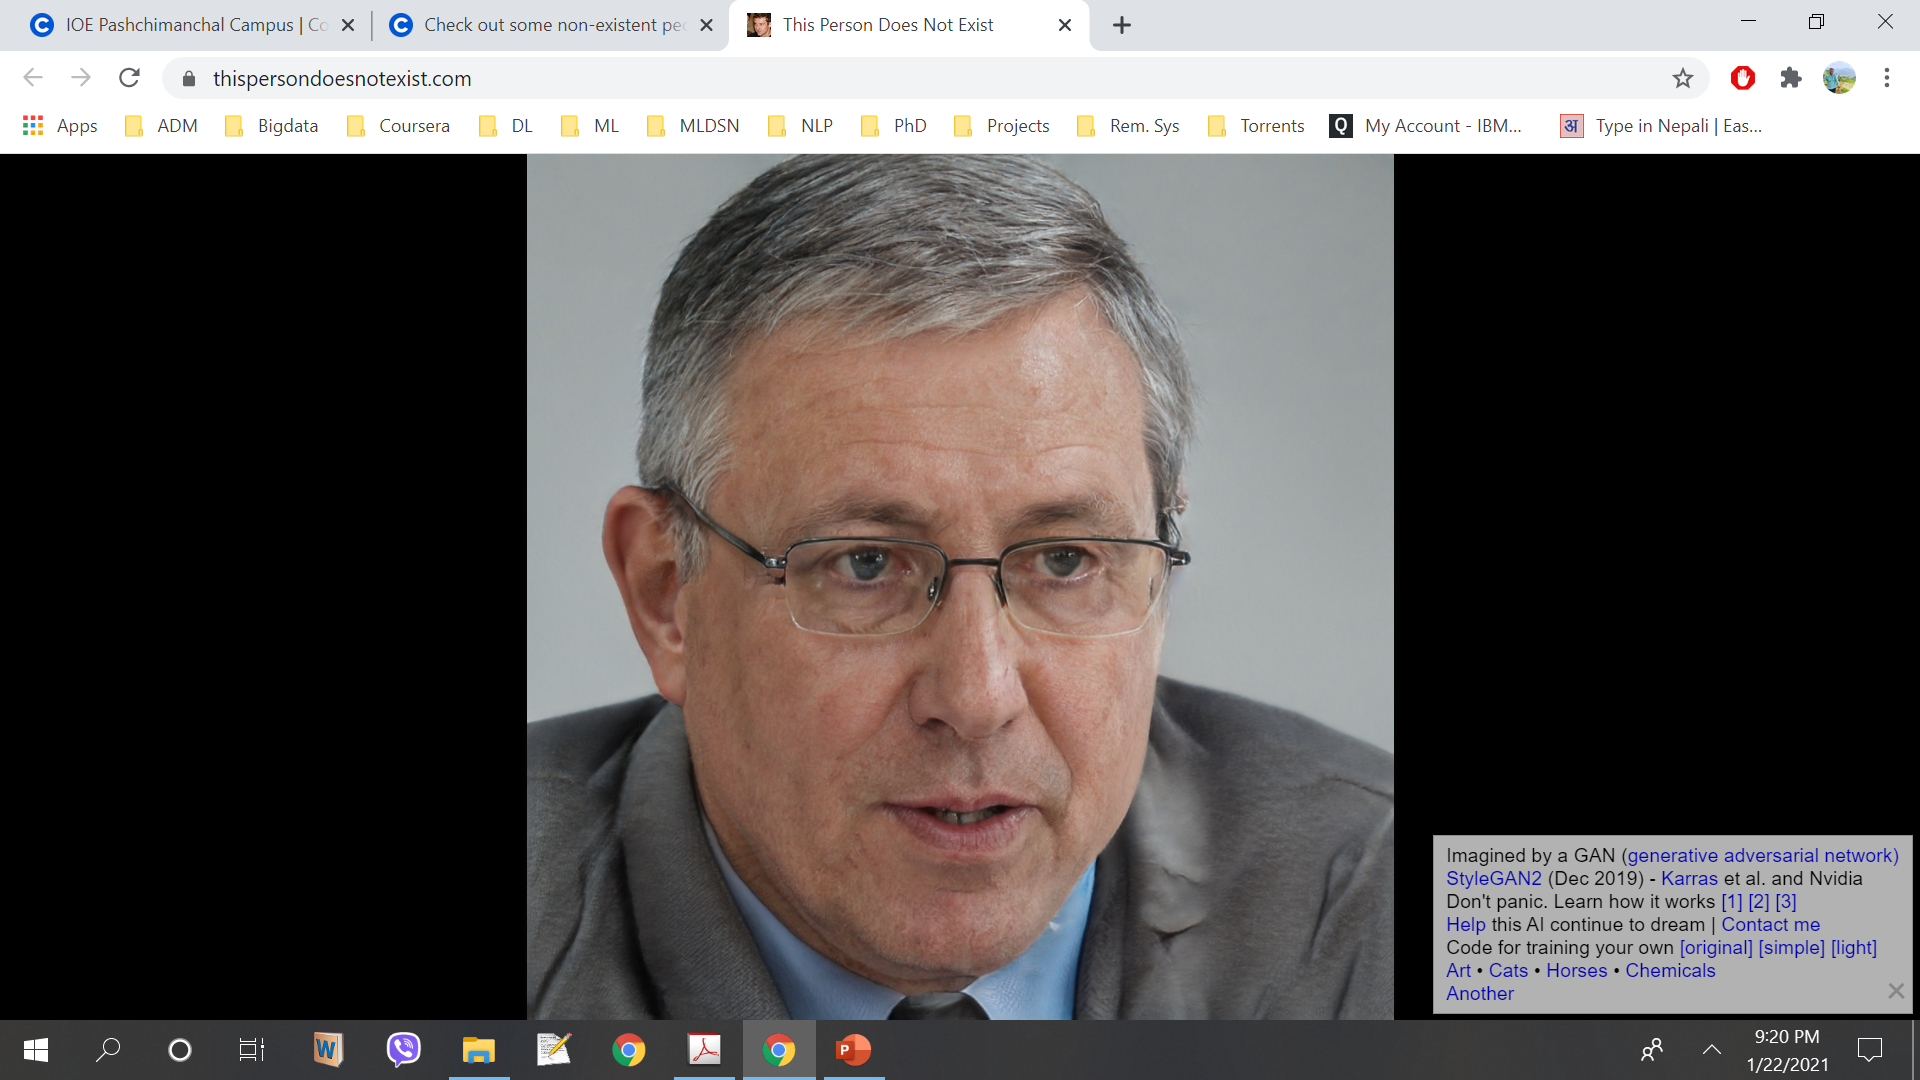 IOE Pashchimanchal Campus | Co
Check out some non-existent pec
This Person Does Not Exist
thispersondoesnotexist.com
Apps
ADM
Bigdata
Coursera
DL
ML
MLDSN
NLP
PhD
Projects
Rem. Sys
Torrents
Q
My Account - IBM...
अ
Type in Nepali | Eas...
Imagined by a GAN (generative adversarial network)
StyleGAN2 (Dec 2019) - Karras et al. and Nvidia
Don't panic. Learn how it works [1] [2] [3]
Help this AI continue to dream | Contact me
Code for training your own [original] [simple] [light]
Art • Cats • Horses • Chemicals
Another
W
P
9:20 PM
1/22/2021